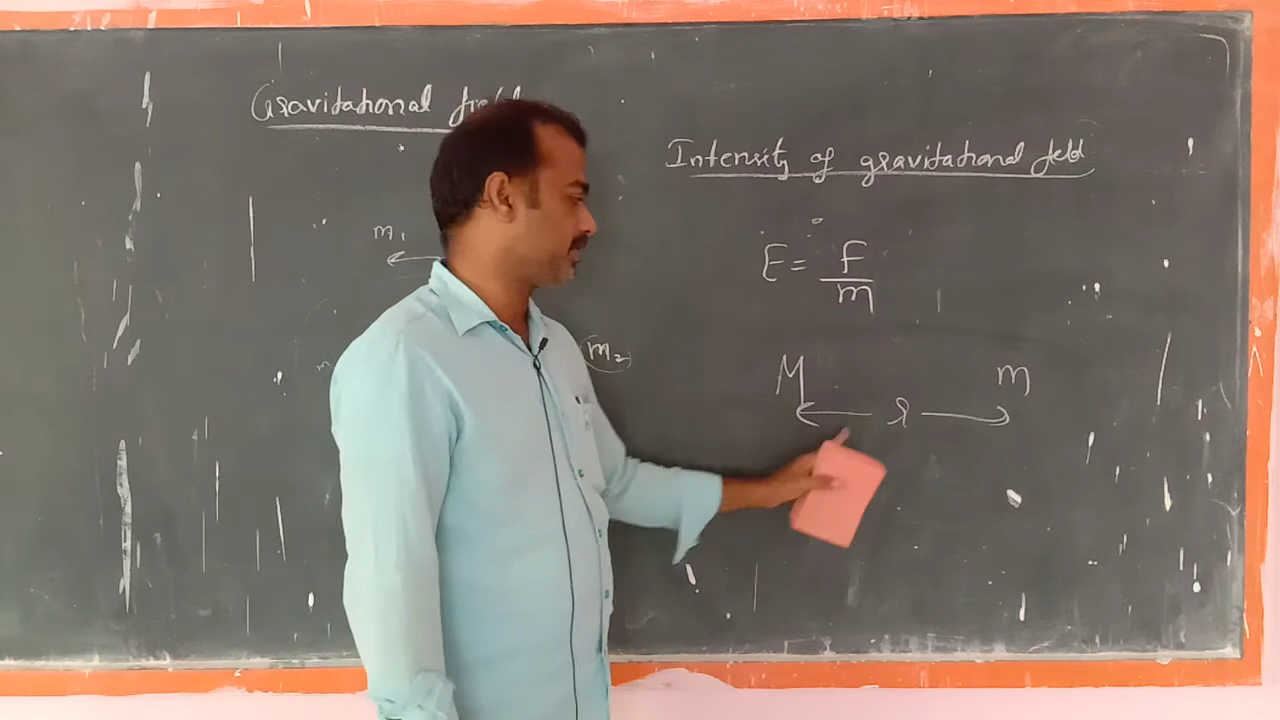 Gravitational field
m₁
m₂
Intensity of gravitational field
E = F/m
M m
r